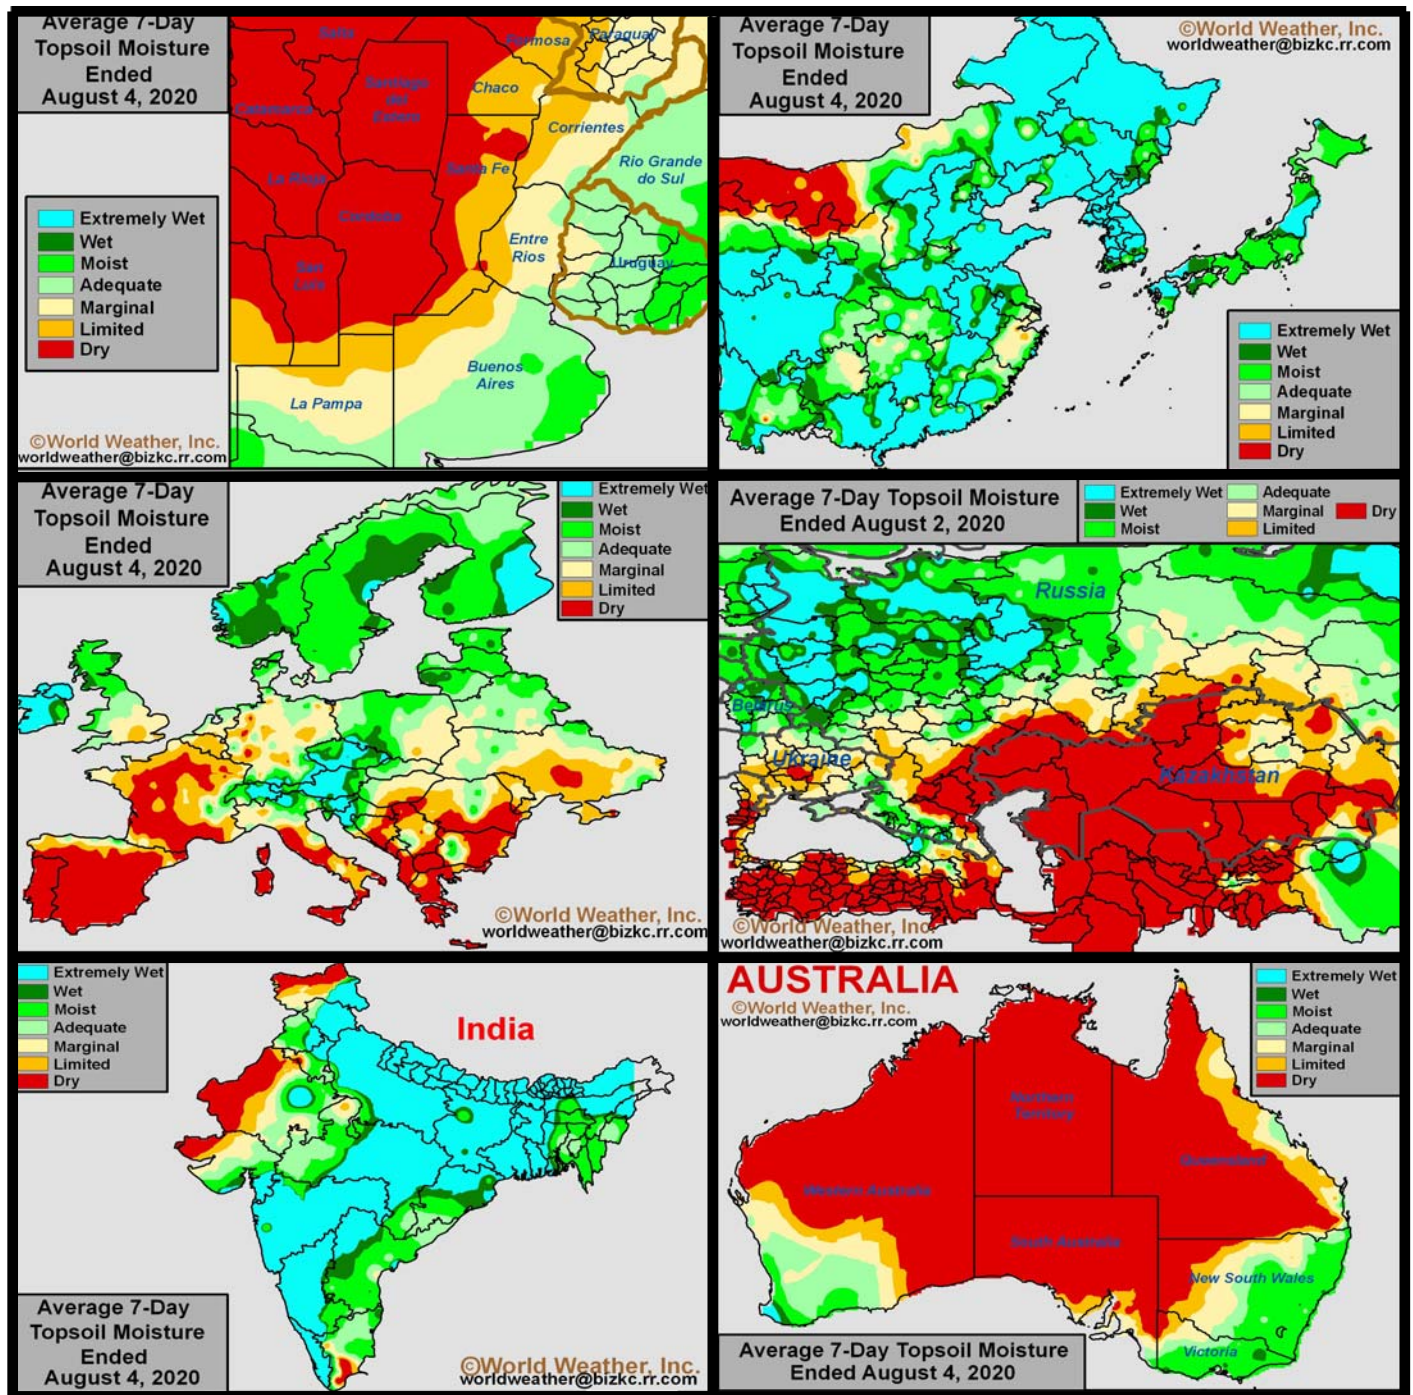 Average 7-Day
Topsoil Moisture
Ended
August 4, 2020
Extremely Wet
Wet
Moist
Adequate
Marginal
Limited
Dry
©World Weather, Inc.
worldweather@bizkc.rr.com
Salta
Formosa
Paraguay
Santiago
del
Estero
Chaco
Catamarca
Corrientes
Rio Grande
do Sul
La Rioja
Santa Fe
Cordoba
Entre
Rios
San
Luis
Uruguay
Buenos
Aires
La Pampa
Average 7-Day
Topsoil Moisture
Ended
August 4, 2020
©World Weather, Inc.
worldweather@bizkc.rr.com
Extremely Wet
Wet
Moist
Adequate
Marginal
Limited
Dry
Average 7-Day
Topsoil Moisture
Ended
August 4, 2020
Extremely Wet
Wet
Moist
Adequate
Marginal
Limited
Dry
©World Weather, Inc.
worldweather@bizkc.rr.com
Average 7-Day Topsoil Moisture
Ended August 2, 2020
Extremely Wet
Wet
Moist
Adequate
Marginal
Limited
Dry
Russia
Belarus
Ukraine
Kazakhstan
©World Weather, Inc.
worldweather@bizkc.rr.com
Extremely Wet
Wet
Moist
Adequate
Marginal
Limited
Dry
India
Average 7-Day
Topsoil Moisture
Ended
August 4, 2020
©World Weather, Inc.
worldweather@bizkc.rr.com
AUSTRALIA
©World Weather, Inc.
worldweather@bizkc.rr.com
Extremely Wet
Wet
Moist
Adequate
Marginal
Limited
Dry
Northern
Territory
Queensland
Western Australia
South Australia
New South Wales
Victoria
Average 7-Day Topsoil Moisture
Ended August 4, 2020